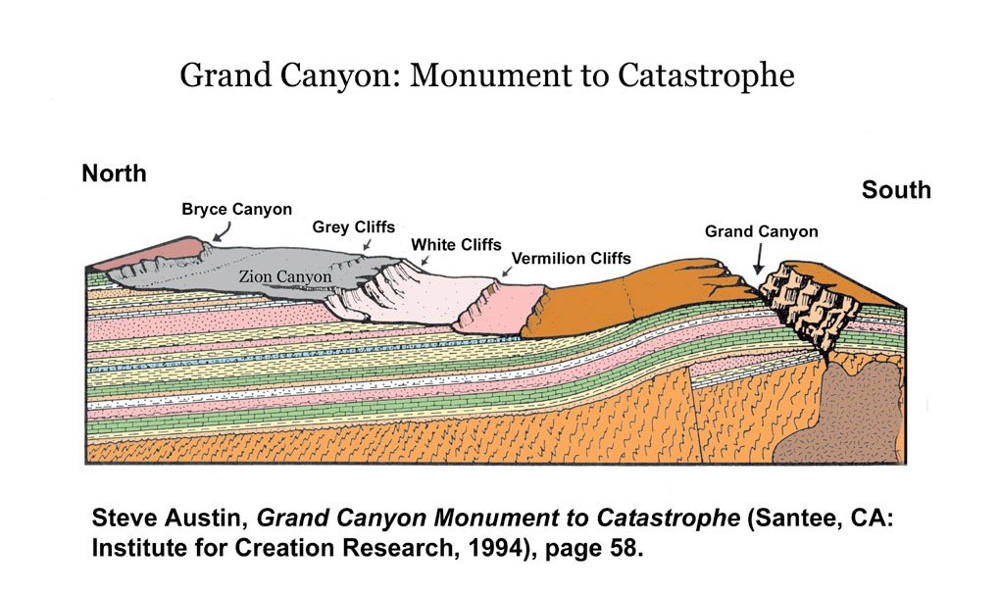 Grand Canyon: Monument to Catastrophe
North
South
Bryce Canyon
Grey Cliffs
White Cliffs
Grand Canyon
Vermilion Cliffs
Zion Canyon
Steve Austin, Grand Canyon Monument to Catastrophe (Santee, CA:
Institute for Creation Research, 1994), page 58.